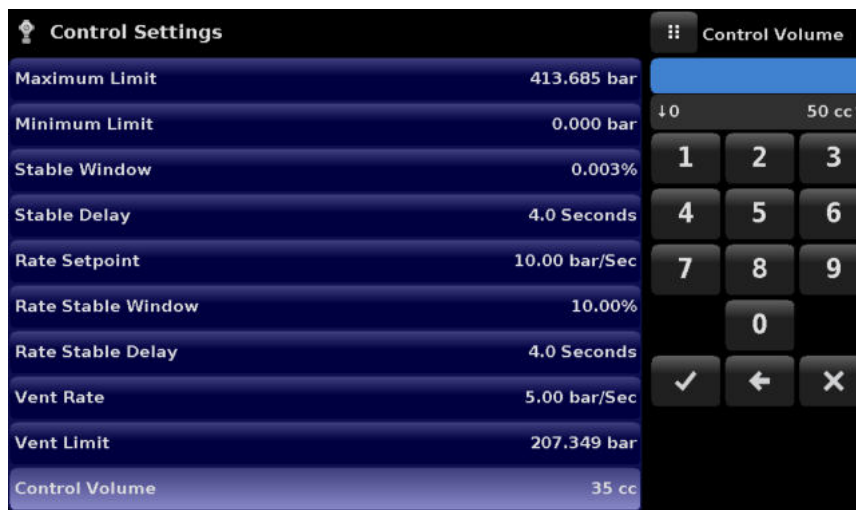 Control Settings
Maximum Limit 413.685 bar
Minimum Limit 0.000 bar
Stable Window 0.003%
Stable Delay 4.0 Seconds
Rate Setpoint 10.00 bar/Sec
Rate Stable Window 10.00%
Rate Stable Delay 4.0 Seconds
Vent Rate 5.00 bar/Sec
Vent Limit 207.349 bar
Control Volume 35 cc
Control Volume
↓0 50 cc
1 2 3
4 5 6
7 8 9
0